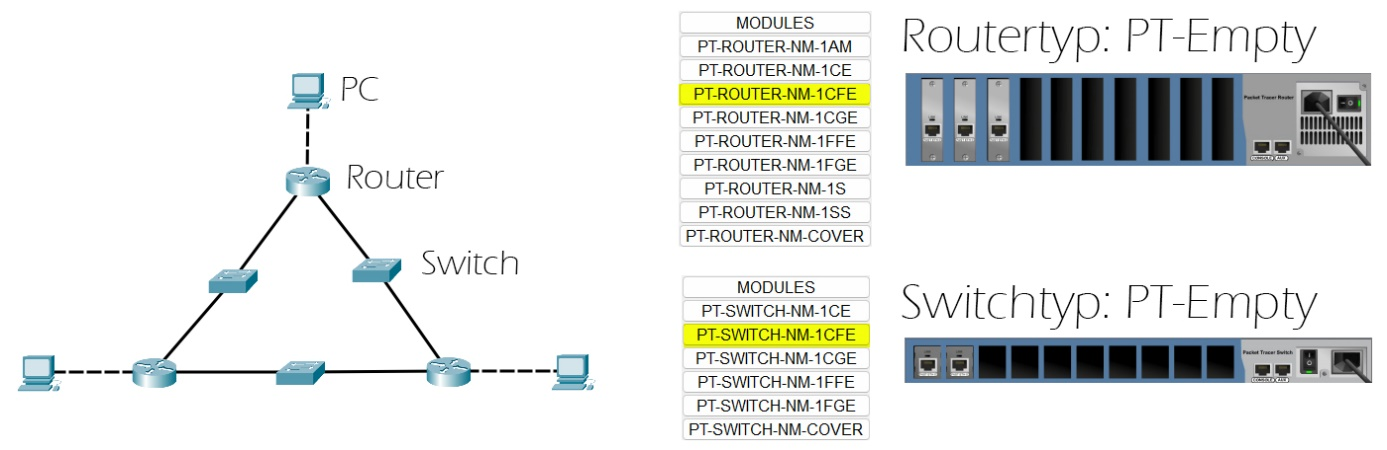 PC
Router
Switch
MODULES
PT-ROUTER-NM-1AM
PT-ROUTER-NM-1CE
PT-ROUTER-NM-1CFE
PT-ROUTER-NM-1CGE
PT-ROUTER-NM-1FFE
PT-ROUTER-NM-1FGE
PT-ROUTER-NM-1S
PT-ROUTER-NM-1SS
PT-ROUTER-NM-COVER
Routertyp: PT-Empty
Packet Tracer Router
CONSOLE AUX
MODULES
PT-SWITCH-NM-1CE
PT-SWITCH-NM-1CFE
PT-SWITCH-NM-1CGE
PT-SWITCH-NM-1FFE
PT-SWITCH-NM-1FGE
PT-SWITCH-NM-COVER
Switchtyp: PT-Empty
Packet Tracer Switch
CONSOLE AUX